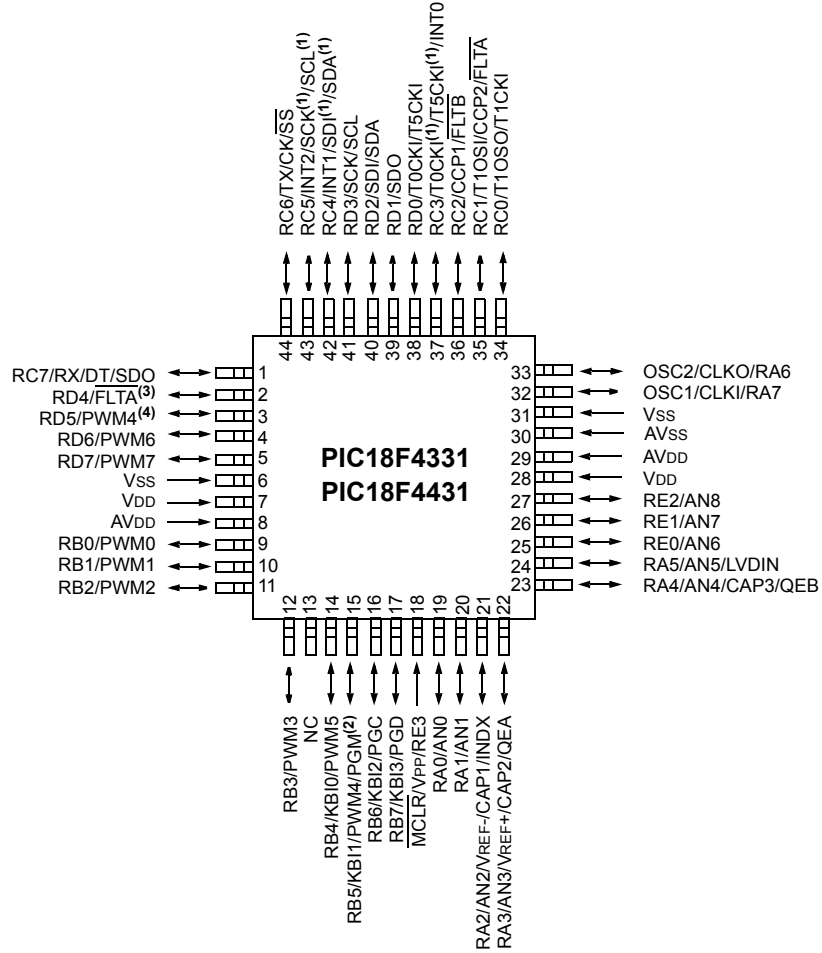 RC6/TX/CK/SS
RC5/INT2/SCK(1)/SCL(1)
RC4/INT1/SDI(1)/SDA(1)
RD3/SCK/SCL
RD2/SDI/SDA
RD1/SDO
RD0/T0CKI/T5CKI
RC3/T0CKI(1)/T5CKI(1)/INT0
RC2/CCP1/FLTB
RC1/T1OSI/CCP2/FLTA
RC0/T1OSO/T1CKI
44
43
42
41
40
39
38
37
36
35
34
RC7/RX/DT/SDO 1
RD4/FLTA(3) 2
RD5/PWM4(4) 3
RD6/PWM6 4
RD7/PWM7 5
VSS 6
VDD 7
AVDD 8
RB0/PWM0 9
RB1/PWM1 10
RB2/PWM2 11
PIC18F4331
PIC18F4431
33 OSC2/CLKO/RA6
32 OSC1/CLKI/RA7
31 VSS
30 AVSS
29 AVDD
28 VDD
27 RE2/AN8
26 RE1/AN7
25 RE0/AN6
24 RA5/AN5/LVDIN
23 RA4/AN4/CAP3/QEB
12
13
14
15
16
17
18
19
20
21
22
RB3/PWM3
NC
RB4/KBI0/PWM5
RB5/KBI1/PWM4/PGM(2)
RB6/KBI2/PGC
RB7/KBI3/PGD
MCLR/VPP/RE3
RA0/AN0
RA1/AN1
RA2/AN2/VREF-/CAP1/INDX
RA3/AN3/VREF+/CAP2/QEA